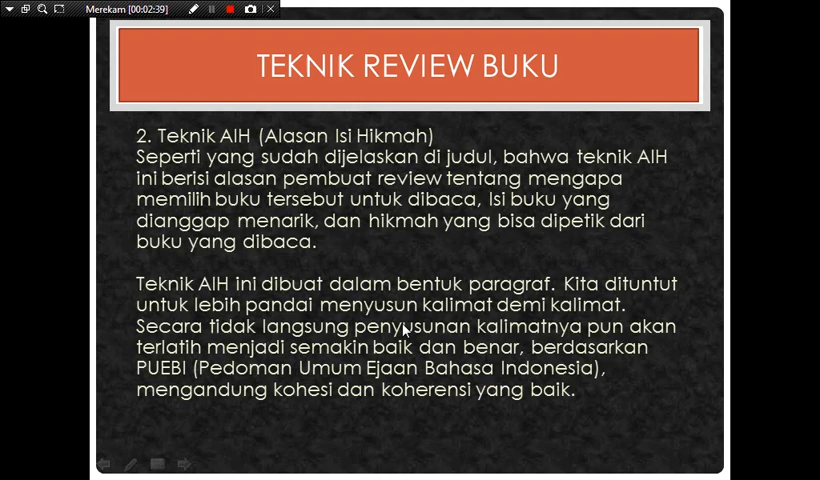 Merekam [00:02:39]
TEKNIK REVIEW BUKU
2. Teknik AIH (Alasan Isi Hikmah)
Seperti yang sudah dijelaskan di judul, bahwa teknik AIH
ini berisi alasan pembuat review tentang mengapa
memilih buku tersebut untuk dibaca, Isi buku yang
dianggap menarik, dan hikmah yang bisa dipetik dari
buku yang dibaca.
Teknik AIH ini dibuat dalam bentuk paragraf. Kita dituntut
untuk lebih pandai menyusun kalimat demi kalimat.
Secara tidak langsung penyusunan kalimatnya pun akan
terlatih menjadi semakin baik dan benar, berdasarkan
PUEBI (Pedoman Umum Ejaan Bahasa Indonesia),
mengandung kohesi dan koherensi yang baik.